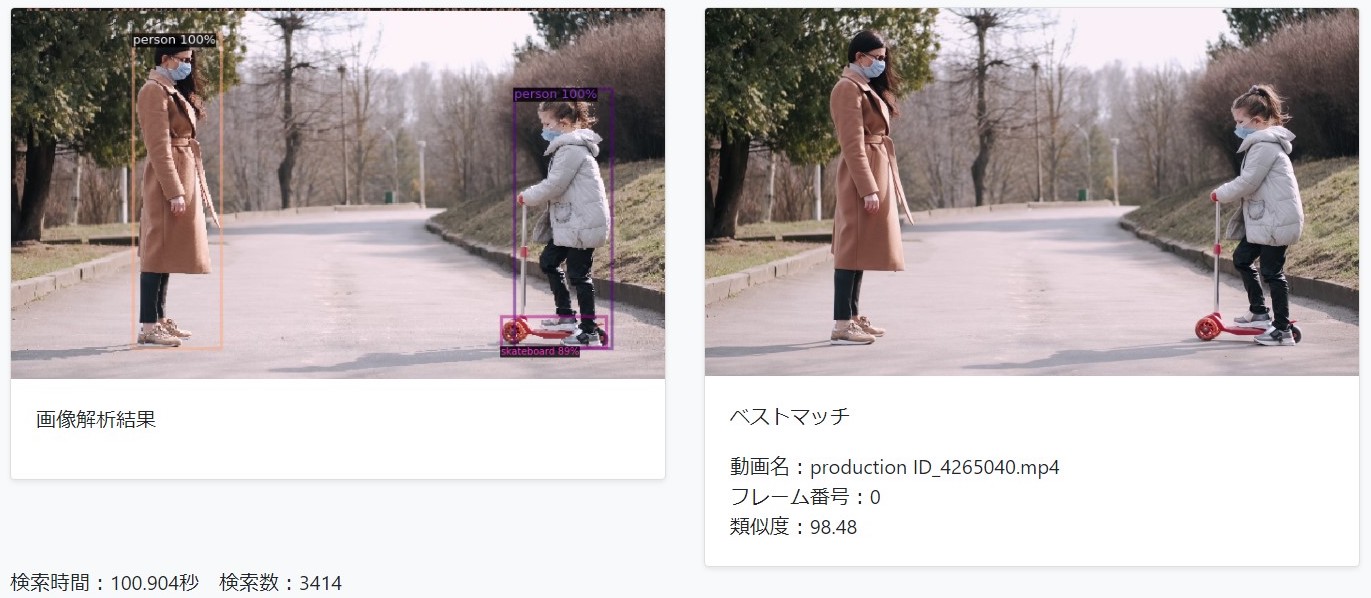 person 100%
person 100%
skateboard 89%
画像解析結果
ベストマッチ
動画名：production ID_4265040.mp4
フレーム番号：0
類似度：98.48
検索時間：100.904秒　検索数：3414